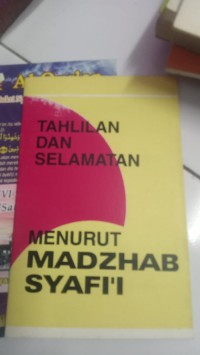 TAHLILAN
DAN
SELAMATAN
MENURUT
MADZHAB
SYAFI'I